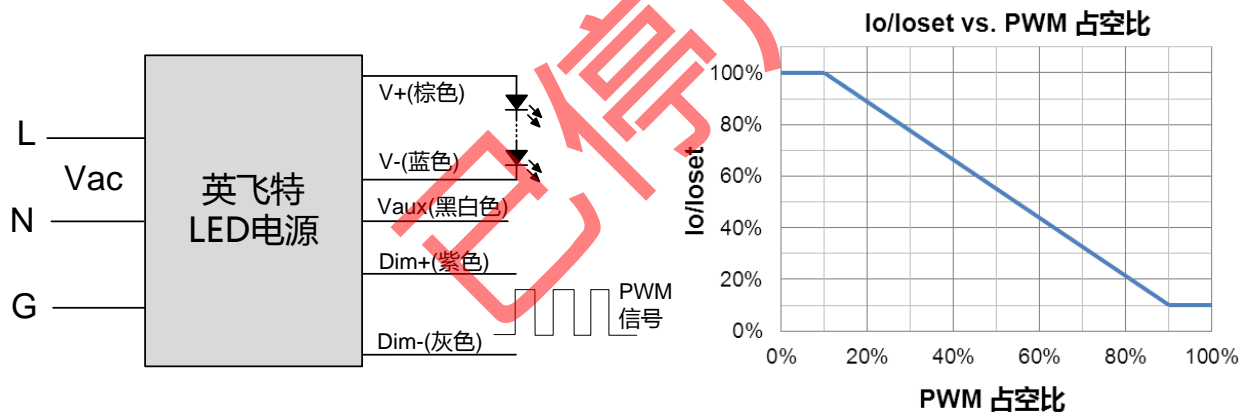 L
Vac
N
G
英飞特
LED电源
V+(棕色)
V-(蓝色)
Vaux(黑白色)
Dim+(紫色)
Dim-(灰色)
PWM
信号
已停产
Io/Ioset vs. PWM 占空比
Io/Ioset
100%
80%
60%
40%
20%
0%
0% 20% 40% 60% 80% 100%
PWM 占空比